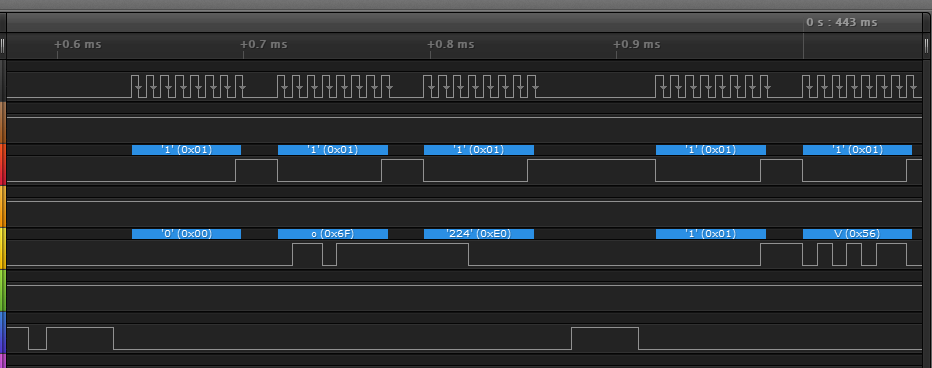 0 s : 443 ms
+0.6 ms +0.7 ms +0.8 ms +0.9 ms
'1' (0x01) '1' (0x01) '1' (0x01) '1' (0x01) '1' (0x01)
'0' (0x00) o (0x6F) '224' (0xE0) '1' (0x01) V (0x56)